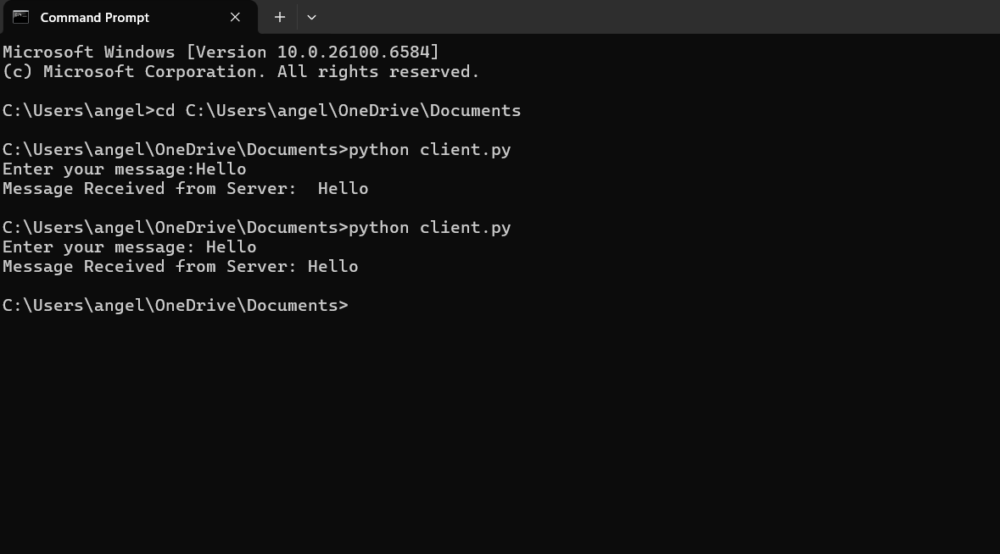 Command Prompt
Microsoft Windows [Version 10.0.26100.6584]
(c) Microsoft Corporation. All rights reserved.
C:\Users\angel>cd C:\Users\angel\OneDrive\Documents
C:\Users\angel\OneDrive\Documents>python client.py
Enter your message:Hello
Message Received from Server:  Hello
C:\Users\angel\OneDrive\Documents>python client.py
Enter your message: Hello
Message Received from Server: Hello
C:\Users\angel\OneDrive\Documents>